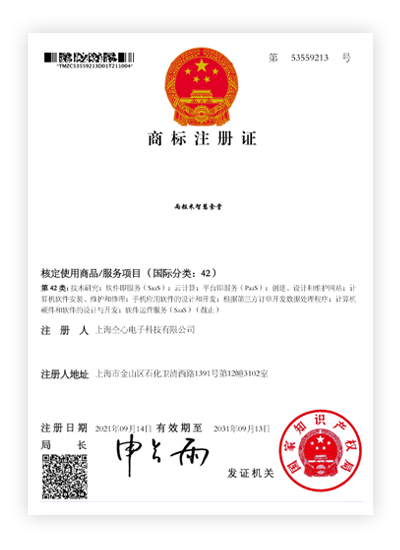 *TMZC53559213D01T211004*
第 53559213 号
商标注册证
两粒米智慧食堂
核定使用商品/服务项目（国际分类：42）
第 42 类：技术研究；软件即服务（SaaS）；云计算；平台即服务（PaaS）；创建、设计和维护网站；计
算机软件安装、维护和修理；手机应用软件的设计和开发；根据第三方订单开发数据处理程序；计算机
硬件和软件的设计与开发；软件运营服务（SaaS）（截止）
注 册 人 上海仝心电子科技有限公司
注册人地址 上海市金山区石化卫清西路1391号第12幢3102室
注册日期 2021年09月14日 有效期至 2031年09月13日
局 长 申长雨
发证机关
国家知识产权局